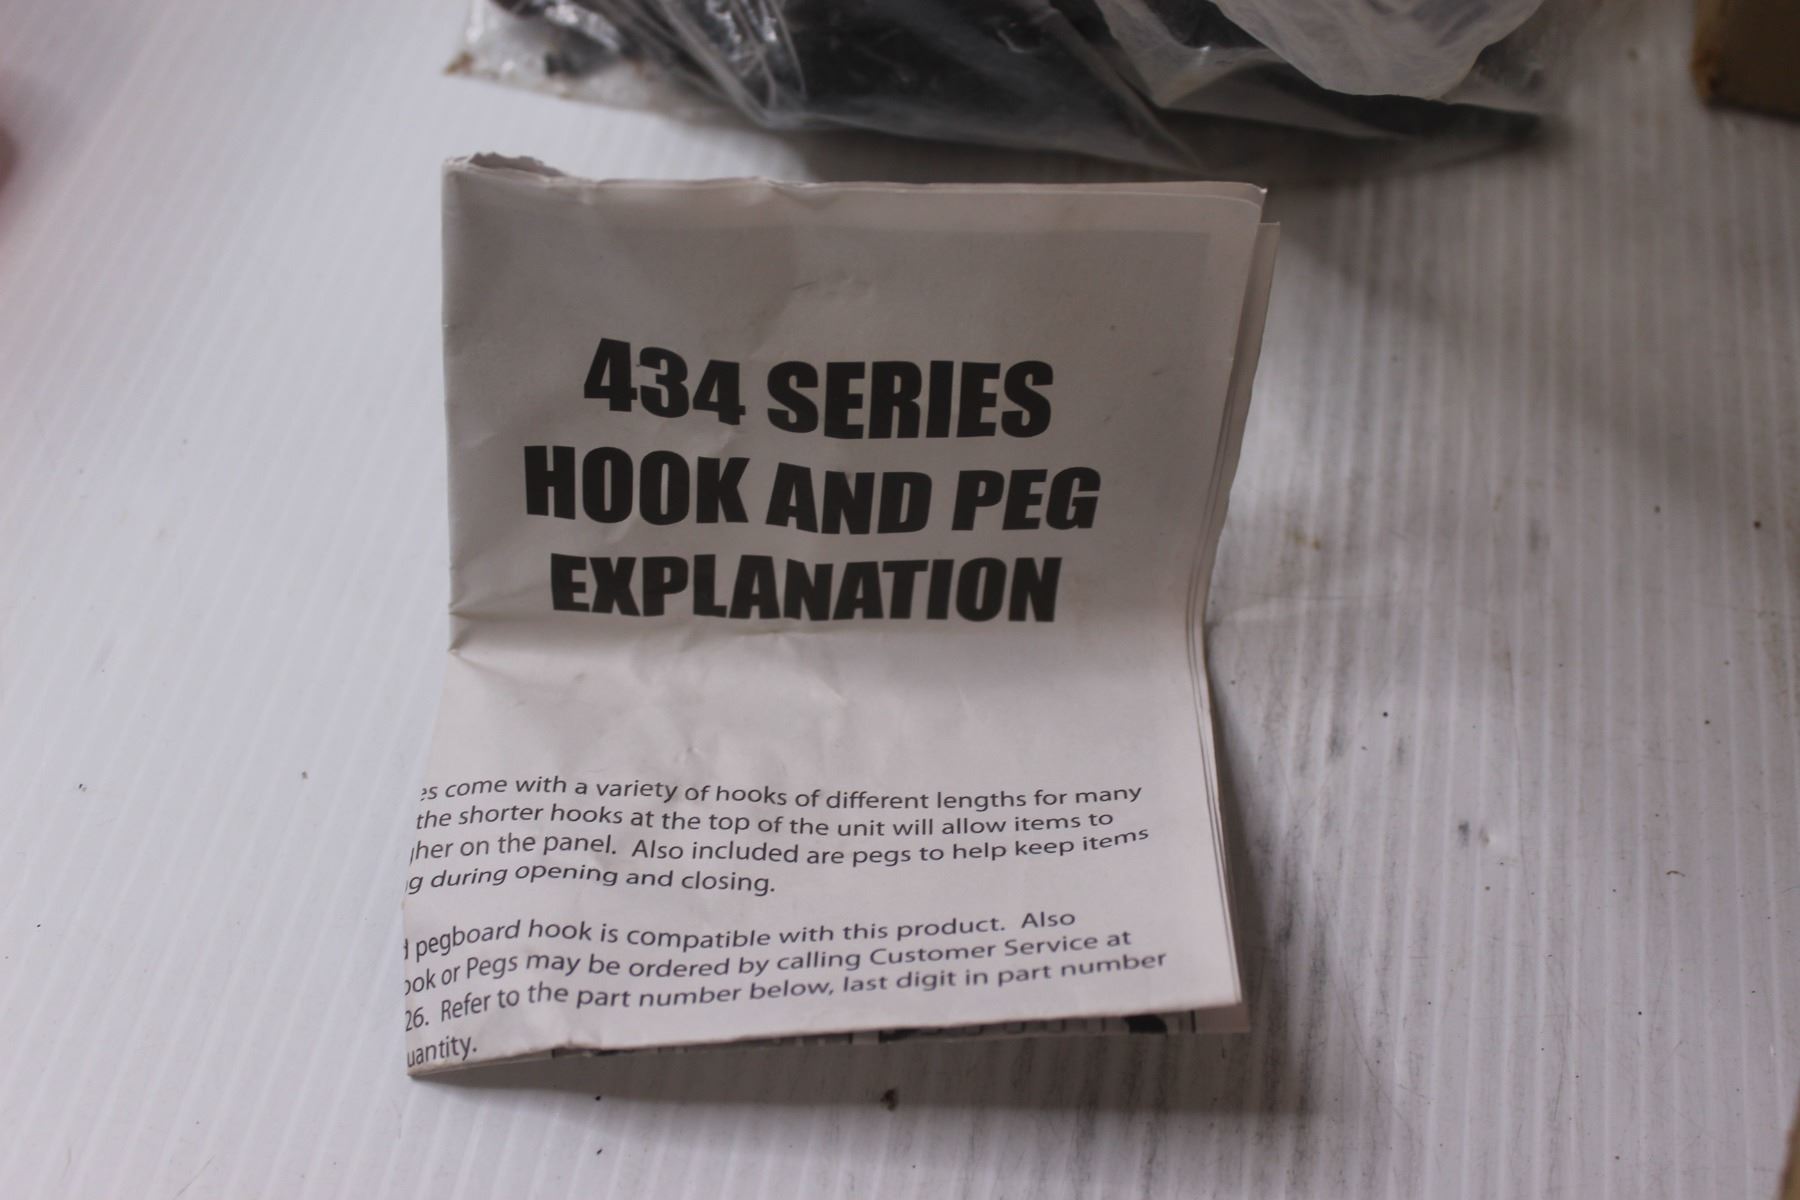 434 SERIES
HOOK AND PEG
EXPLANATION
es come with a variety of hooks of different lengths for many
the shorter hooks at the top of the unit will allow items to
her on the panel. Also included are pegs to help keep items
g during opening and closing.
pegboard hook is compatible with this product. Also
ook or Pegs may be ordered by calling Customer Service at
26. Refer to the part number below, last digit in part number
uantity.